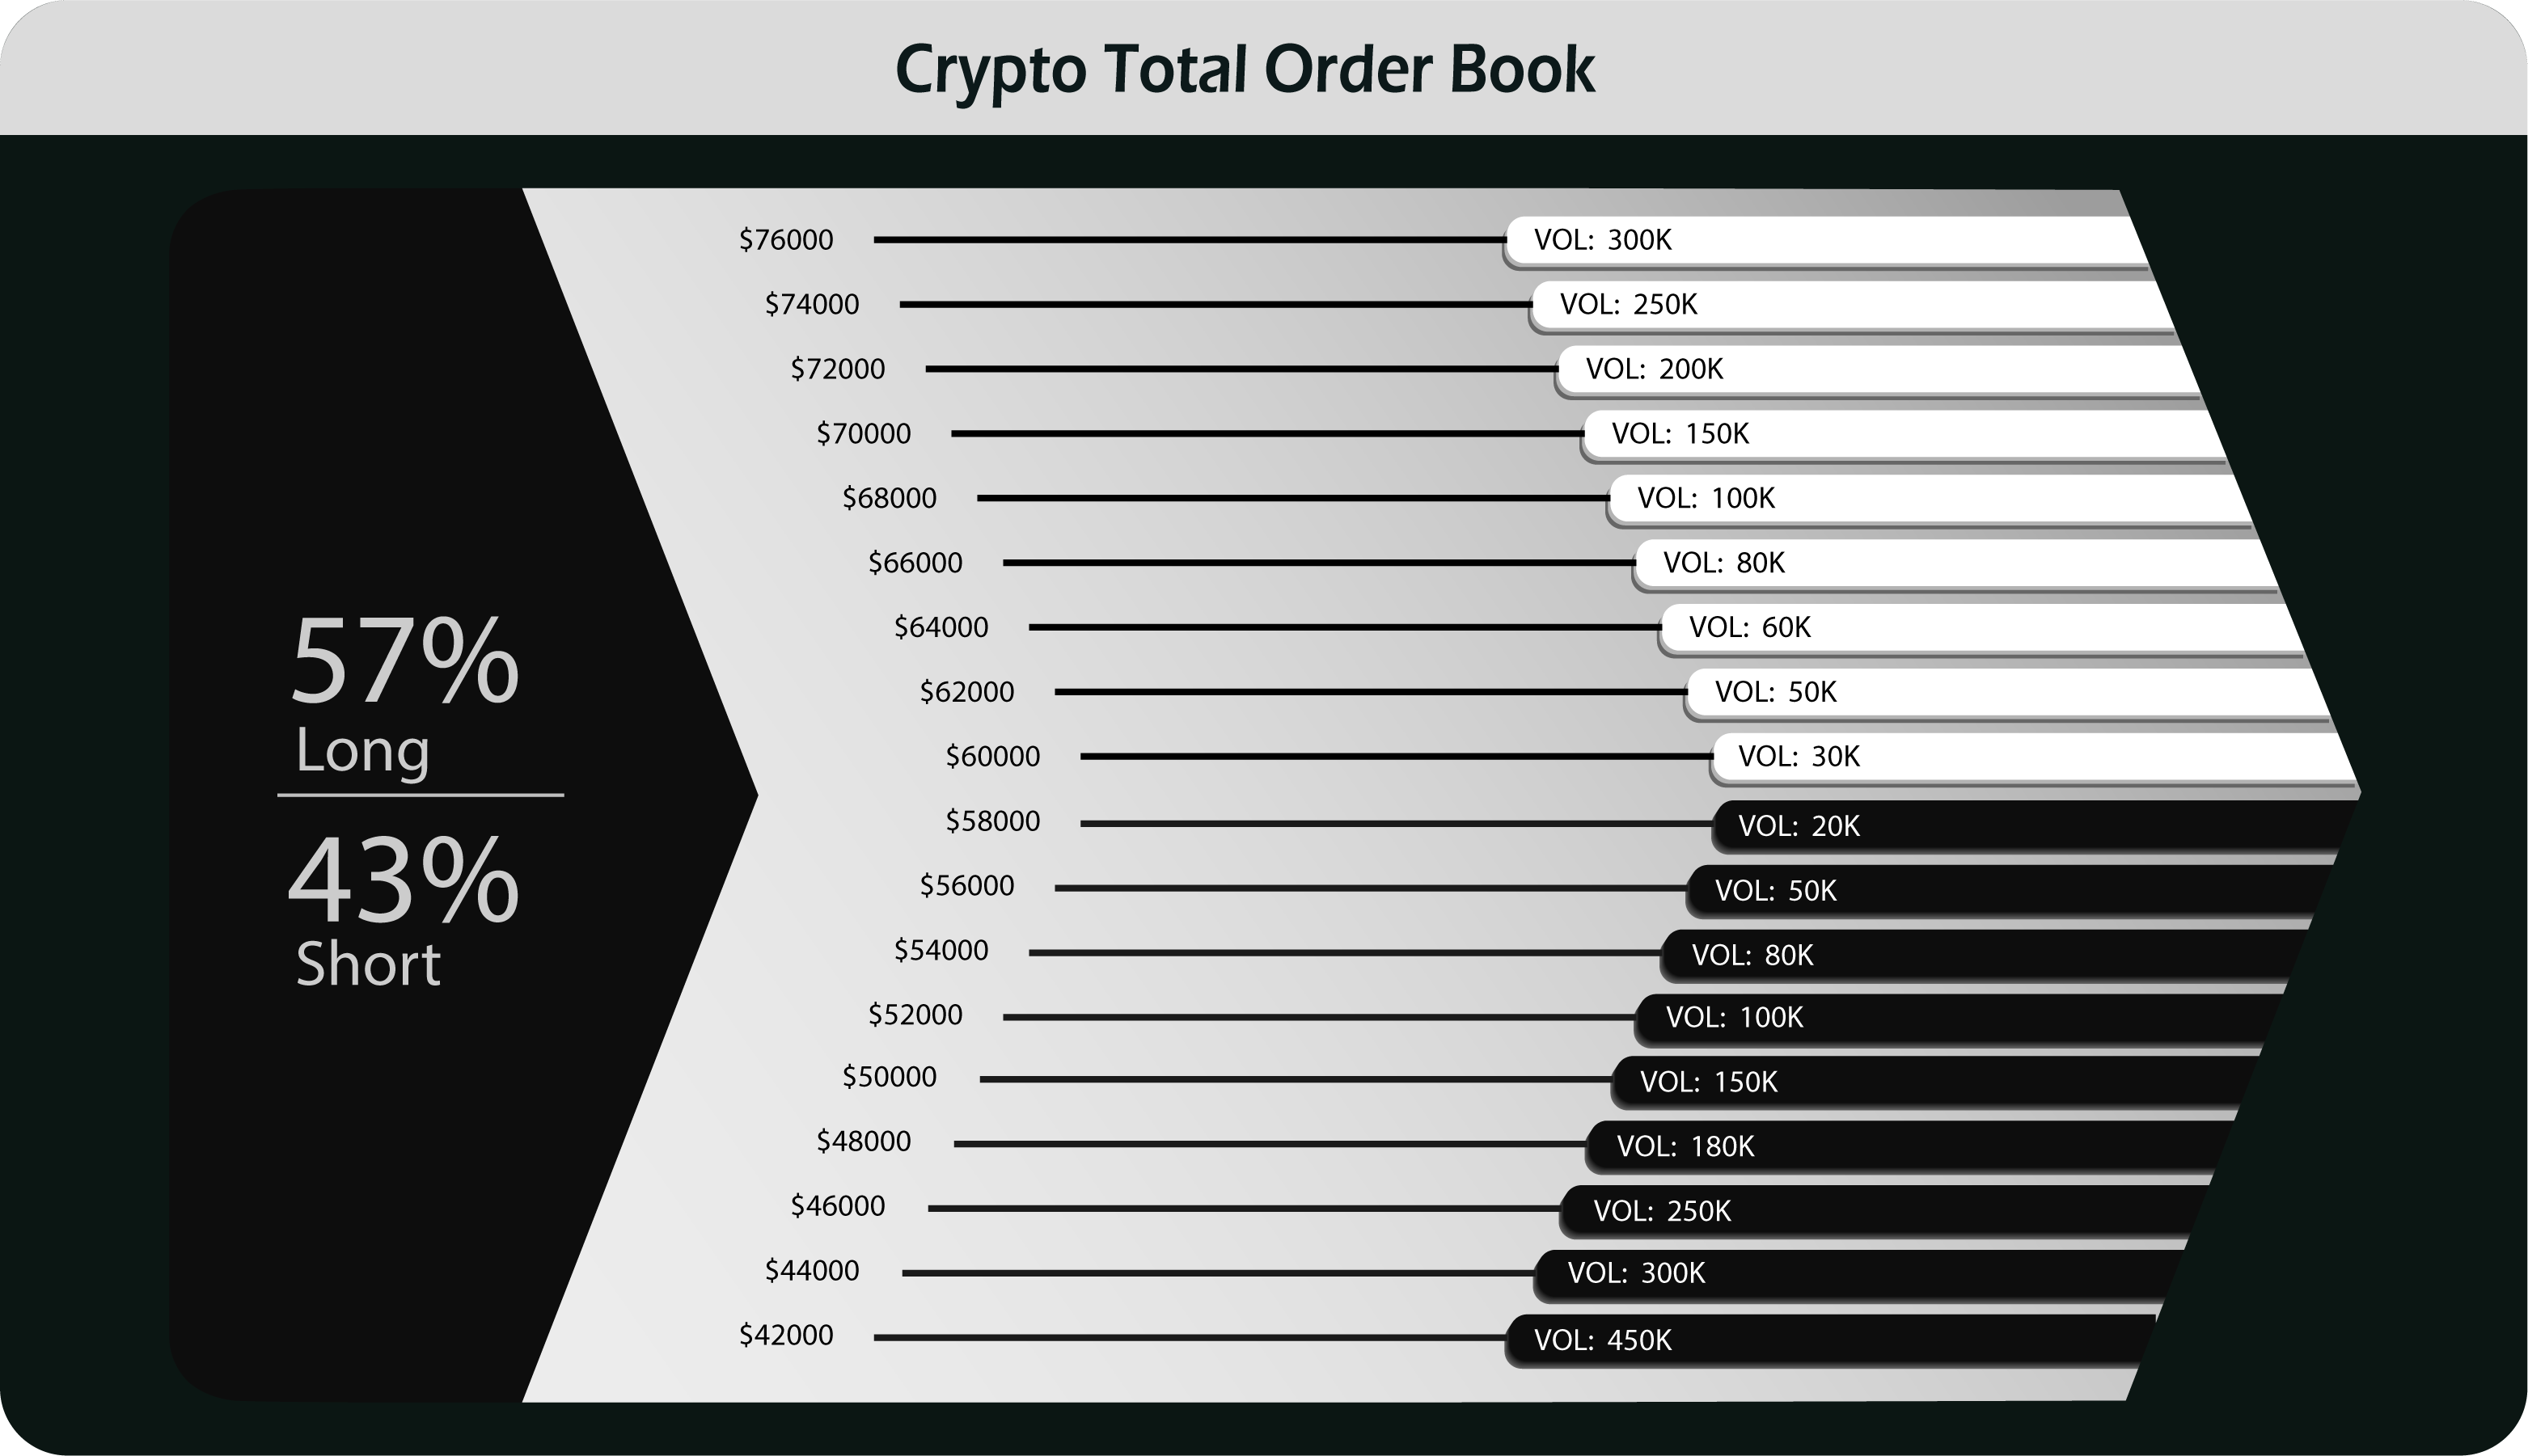 Crypto Total Order Book
57%
Long
43%
Short
$76000 VOL: 300K
$74000 VOL: 250K
$72000 VOL: 200K
$70000 VOL: 150K
$68000 VOL: 100K
$66000 VOL: 80K
$64000 VOL: 60K
$62000 VOL: 50K
$60000 VOL: 30K
$58000 VOL: 20K
$56000 VOL: 50K
$54000 VOL: 80K
$52000 VOL: 100K
$50000 VOL: 150K
$48000 VOL: 180K
$46000 VOL: 250K
$44000 VOL: 300K
$42000 VOL: 450K